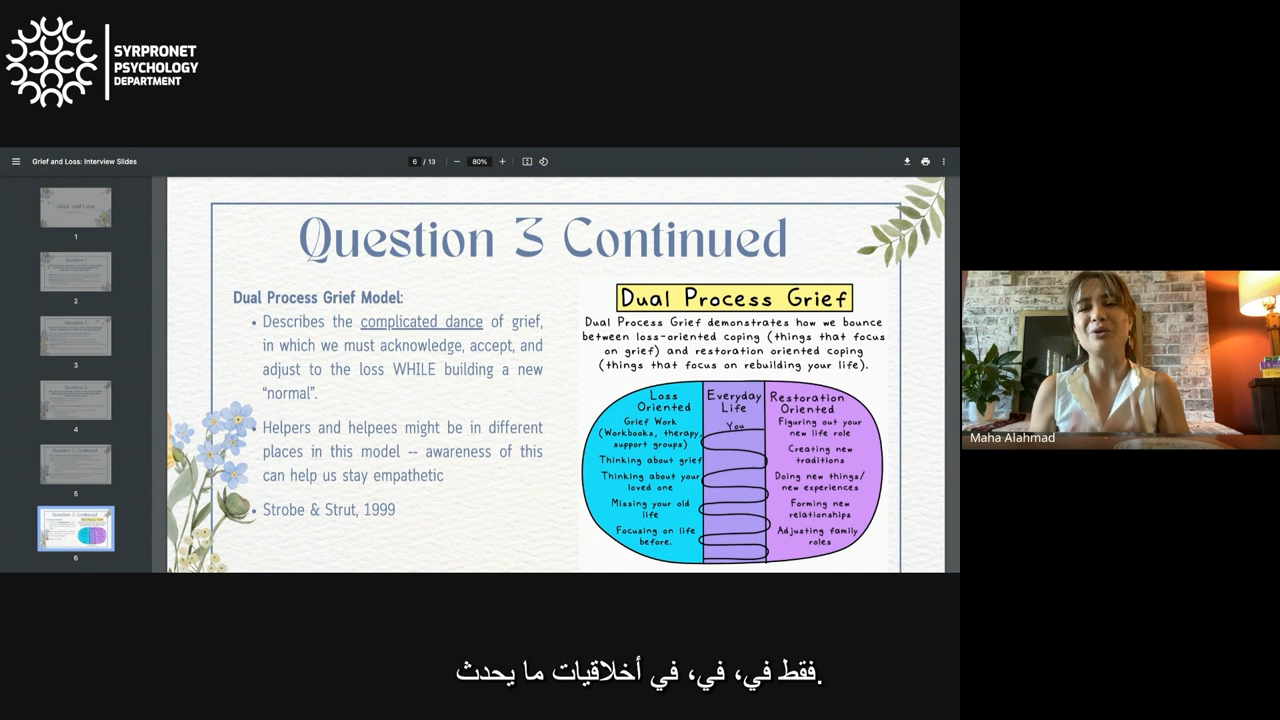 SYRPRONET
PSYCHOLOGY
DEPARTMENT
Grief and Loss: Interview Slides
6 / 13
80%
1
2
3
4
5
6
Question 3 Continued
Dual Process Grief Model:
• Describes the complicated dance of grief,
in which we must acknowledge, accept, and
adjust to the loss WHILE building a new
“normal”.
• Helpers and helpees might be in different
places in this model -- awareness of this
can help us stay empathetic
• Strobe & Strut, 1999
Dual Process Grief
Dual Process Grief demonstrates how we bounce
between loss-oriented coping (things that focus
on grief) and restoration oriented coping
(things that focus on rebuilding your life).
Loss
Oriented
Grief Work
(Workbooks, therapy,
support groups)
Thinking about grief
Thinking about your
loved one
Missing your old
life
Focusing on life
before.
Everyday
Life
You
Restoration
Oriented
Figuring out your
new life role
Creating new
traditions
Doing new things/
new experiences
Forming new
relationships
Adjusting family
roles
Maha Alahmad
فقط في، في، في أخلاقيات ما يحدث.